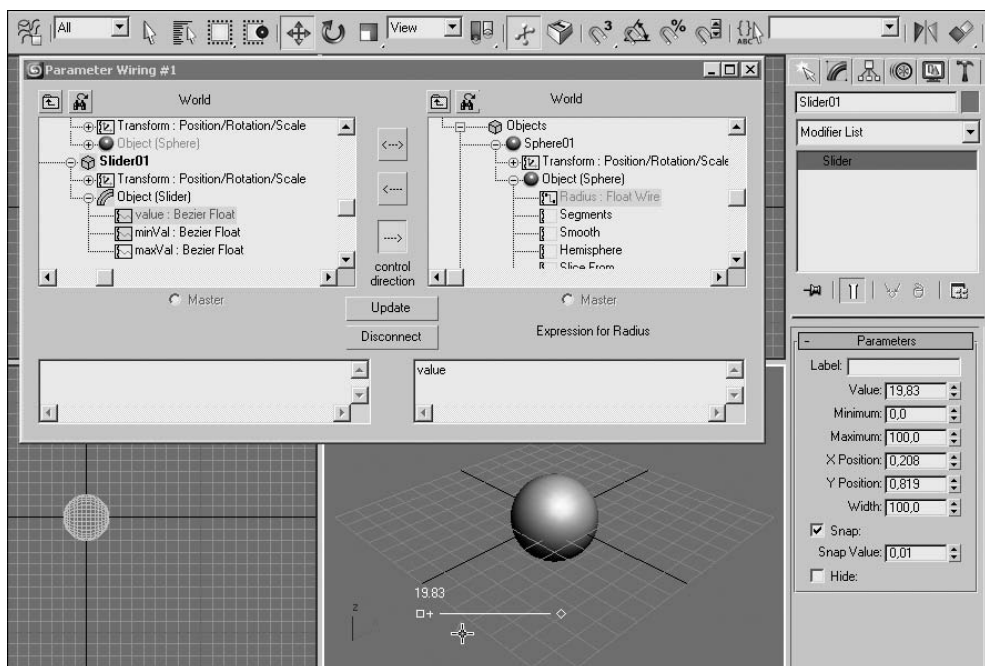 All
View
ABC
Parameter Wiring #1
World
World
Transform : Position/Rotation/Scale
Object (Sphere)
Slider01
Transform : Position/Rotation/Scale
Object (Slider)
value : Bezier Float
minVal : Bezier Float
maxVal : Bezier Float
Master
<--->
<----
---->
control
direction
Update
Disconnect
Objects
Sphere01
Transform : Position/Rotation/Scale
Object (Sphere)
Radius : Float Wire
Segments
Smooth
Hemisphere
Slice From
Master
Expression for Radius
value
Slider01
Modifier List
Slider
- Parameters
Label:
Value: 19,83
Minimum: 0,0
Maximum: 100,0
X Position: 0,208
Y Position: 0,819
Width: 100,0
Snap:
Snap Value: 0,01
Hide:
19.83
z